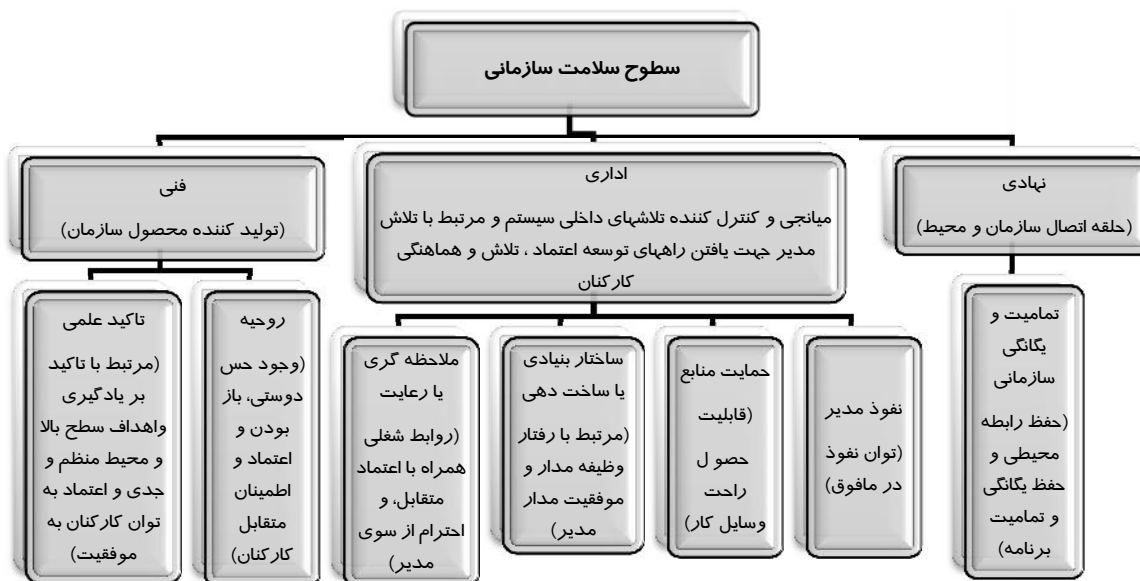 سطوح سلامت سازمانی
نهادی
(حلقه اتصال سازمان و محیط)
اداری
میانجی و کنترل کننده تلاشهای داخلی سیستم و مرتبط با تلاش
مدیر جهت یافتن راههای توسعه اعتماد ، تلاش و هماهنگی
کارکنان
فنی
(تولید کننده محصول سازمان)
تمامیت و
یگانگی
سازمانی
(حفظ رابطه
محیطی و
حفظ یگانگی
و تمامیت
برنامه)
نفوذ مدیر
(توان نفوذ
در مافوق)
حمایت منابع
(قابلیت
حصو ل
راحت
وسایل کار)
ساختار بنیادی
یا ساخت دهی
(مرتبط با رفتار
وظیفه مدار و
موفقیت مدار
مدیر)
ملاحظه گری
یا رعایت
(روابط شغلی
همراه با اعتماد
متقابل، و
احترام از سوی
مدیر)
روحیه
(وجود حس
دوستی، باز
بودن و
اعتماد و
اطمینان
متقابل
کارکنان)
تاکید علمی
(مرتبط با تاکید
بر یادگیری
واهداف سطح بالا
و محیط منظم و
جدی و اعتماد به
توان کارکنان به
موفقیت)